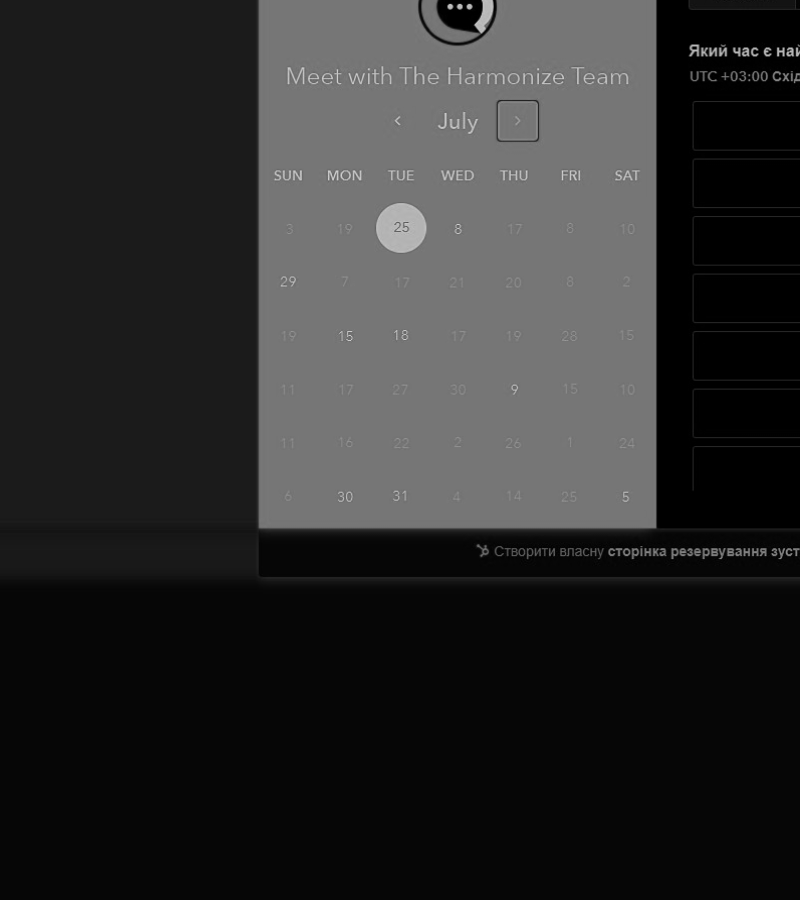 Meet with The Harmonize Team
July
SUN MON TUE WED THU FRI SAT
3 19 25 8 17 8 10
29 7 17 21 20 8 2
19 15 18 17 19 28 15
11 17 27 30 9 15 10
11 16 22 2 26 1 24
6 30 31 4 14 25 5
Який час є най
UTC +03:00 Схід
Створити власну сторінка резервування зуст